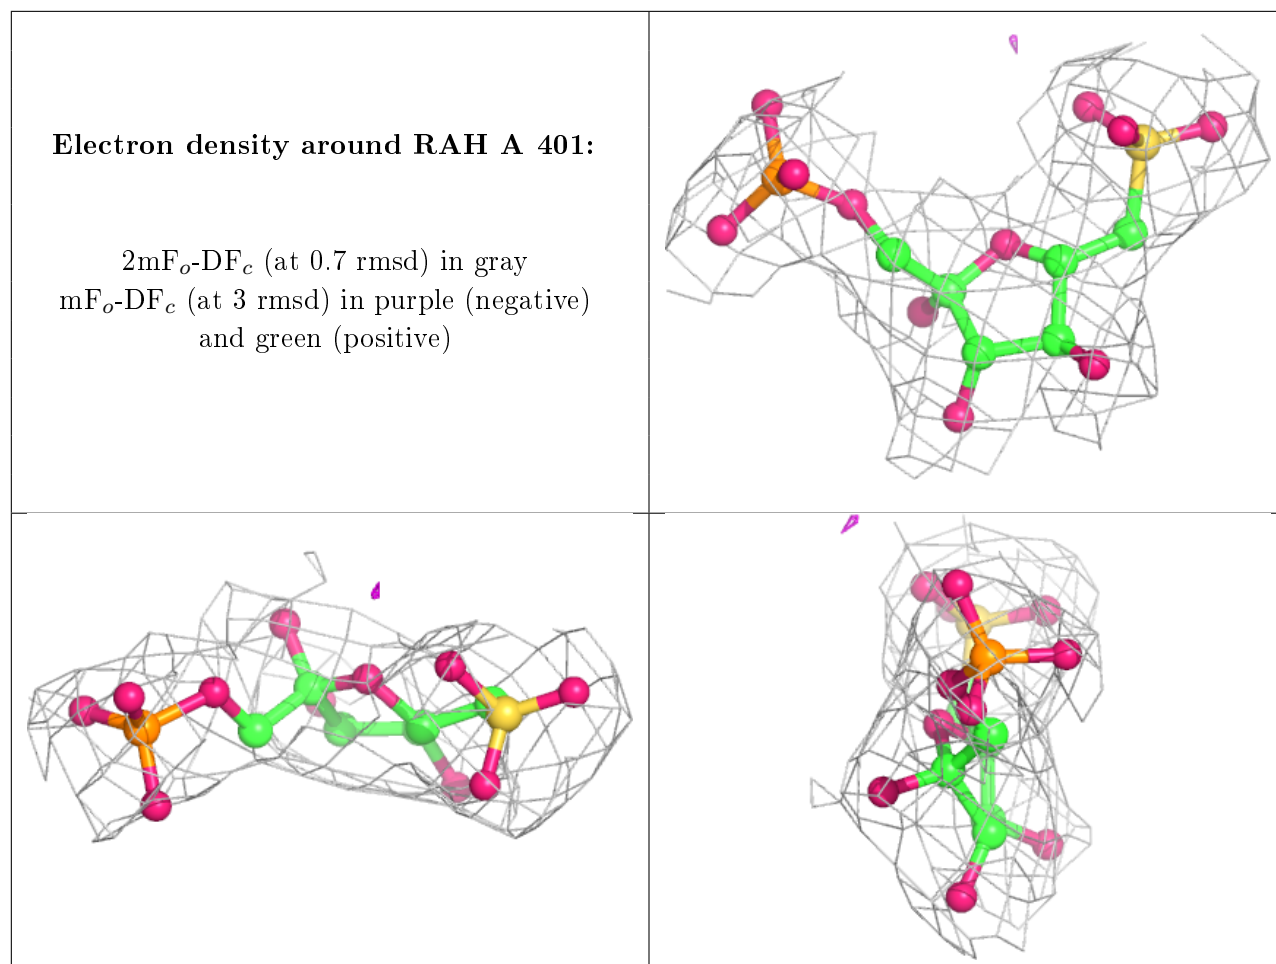 Electron density around RAH A 401:
2mFo-DFc (at 0.7 rmsd) in gray
mFo-DFc (at 3 rmsd) in purple (negative)
and green (positive)